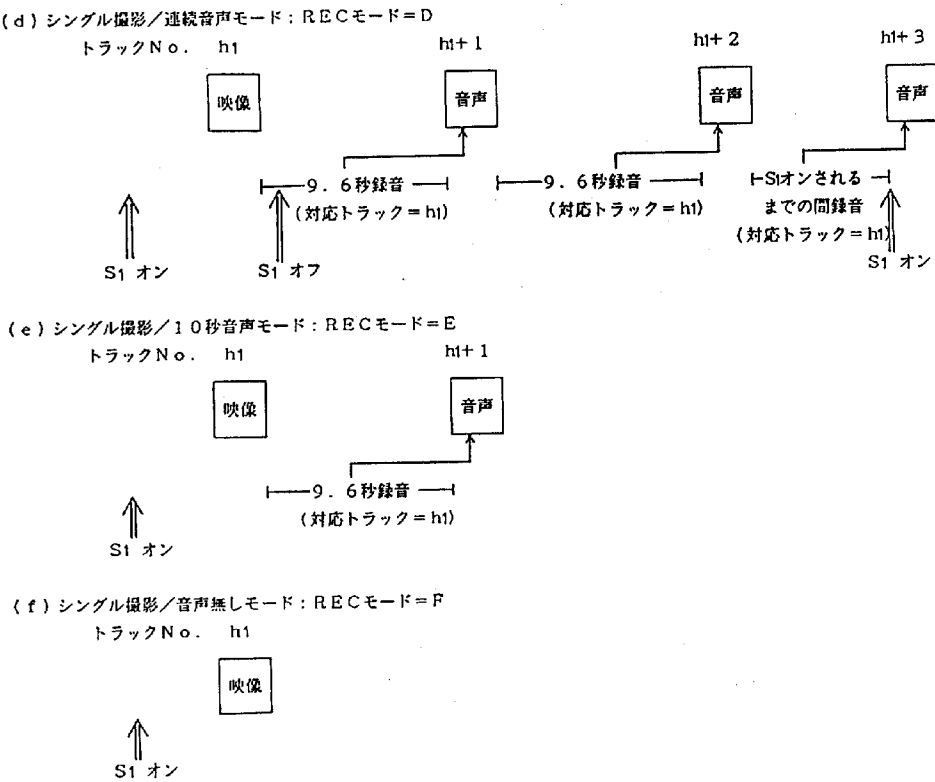 (d)シングル撮影/連続音声モード:RECモード=D
トラックNo. h1 h1+1 h1+2 h1+3
映像 音声 音声 音声
9.6秒録音 9.6秒録音 S1オンされる
(対応トラック=h1) (対応トラック=h1) までの間録音
(対応トラック=h1)
S1 オン S1 オフ S1 オン
(e)シングル撮影/10秒音声モード:RECモード=E
トラックNo. h1 h1+1
映像 音声
9.6秒録音
(対応トラック=h1)
S1 オン
(f)シングル撮影/音声無しモード:RECモード=F
トラックNo. h1
映像
S1 オン